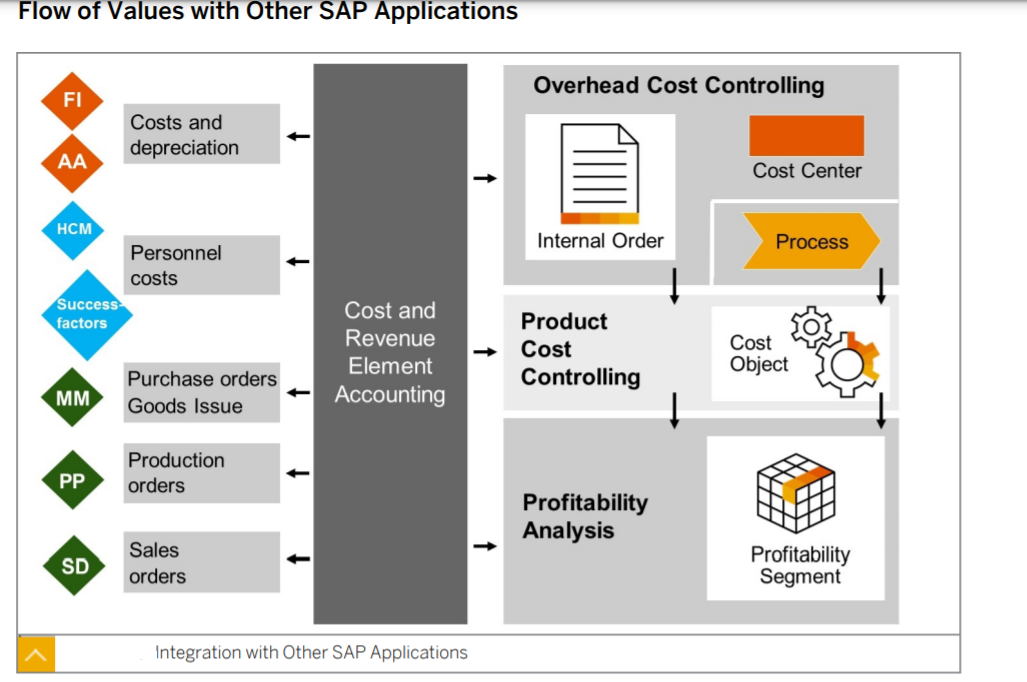 Flow of Values with Other SAP Applications
FI
AA
Costs and
depreciation
HCM
Success-
factors
Personnel
costs
MM
Purchase orders
Goods Issue
PP
Production
orders
SD
Sales
orders
Cost and
Revenue
Element
Accounting
Overhead Cost Controlling
Internal Order
Cost Center
Process
Product
Cost
Controlling
Cost
Object
Profitability
Analysis
Profitability
Segment
Integration with Other SAP Applications